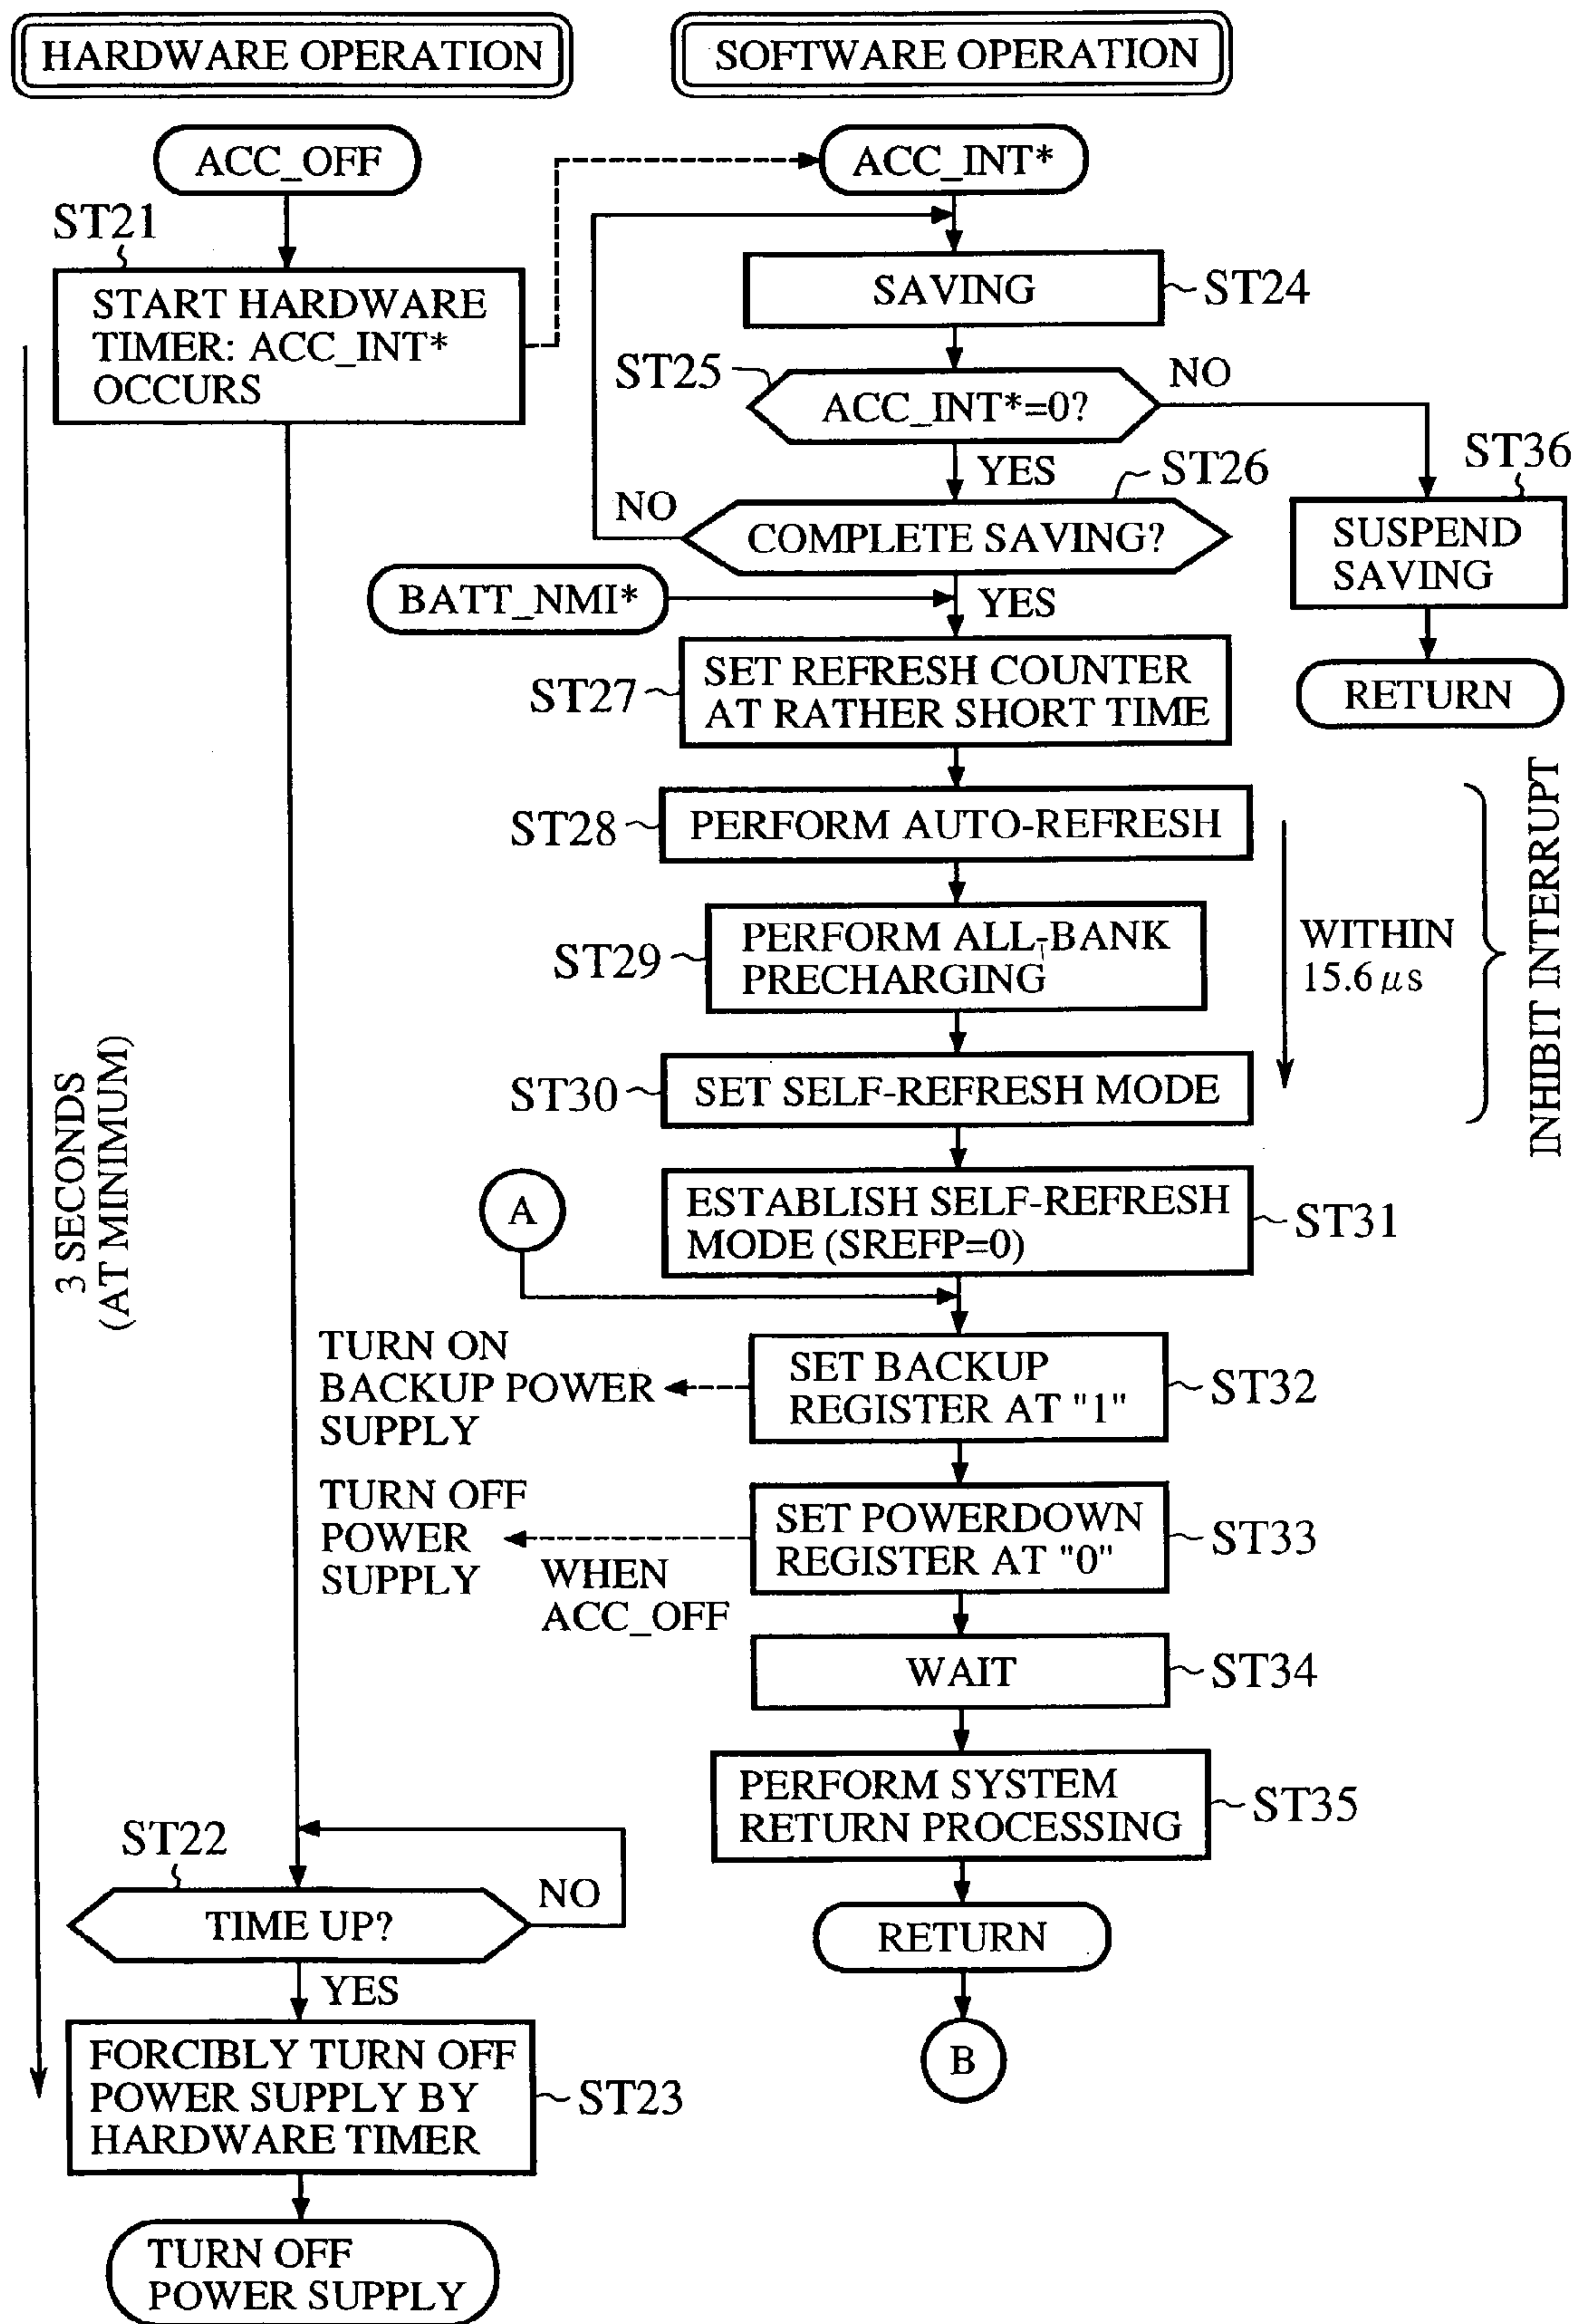 HARDWARE OPERATION
SOFTWARE OPERATION
ACC_OFF
ACC_INT*
ST21
START HARDWARE
TIMER: ACC_INT*
OCCURS
SAVING
ST24
ST25
ACC_INT*=0?
NO
YES
ST26
NO
COMPLETE SAVING?
ST36
SUSPEND
SAVING
RETURN
BATT_NMI*
YES
ST27
SET REFRESH COUNTER
AT RATHER SHORT TIME
ST28
PERFORM AUTO-REFRESH
ST29
PERFORM ALL-BANK
PRECHARGING
WITHIN
15.6 μs
INHIBIT INTERRUPT
ST30
SET SELF-REFRESH MODE
3 SECONDS
(AT MINIMUM)
A
ESTABLISH SELF-REFRESH
MODE (SREFP=0)
ST31
TURN ON
BACKUP POWER
SUPPLY
SET BACKUP
REGISTER AT "1"
ST32
TURN OFF
POWER
SUPPLY
WHEN
ACC_OFF
SET POWERDOWN
REGISTER AT "0"
ST33
WAIT
ST34
PERFORM SYSTEM
RETURN PROCESSING
ST35
ST22
NO
TIME UP?
YES
RETURN
B
FORCIBLY TURN OFF
POWER SUPPLY BY
HARDWARE TIMER
ST23
TURN OFF
POWER SUPPLY